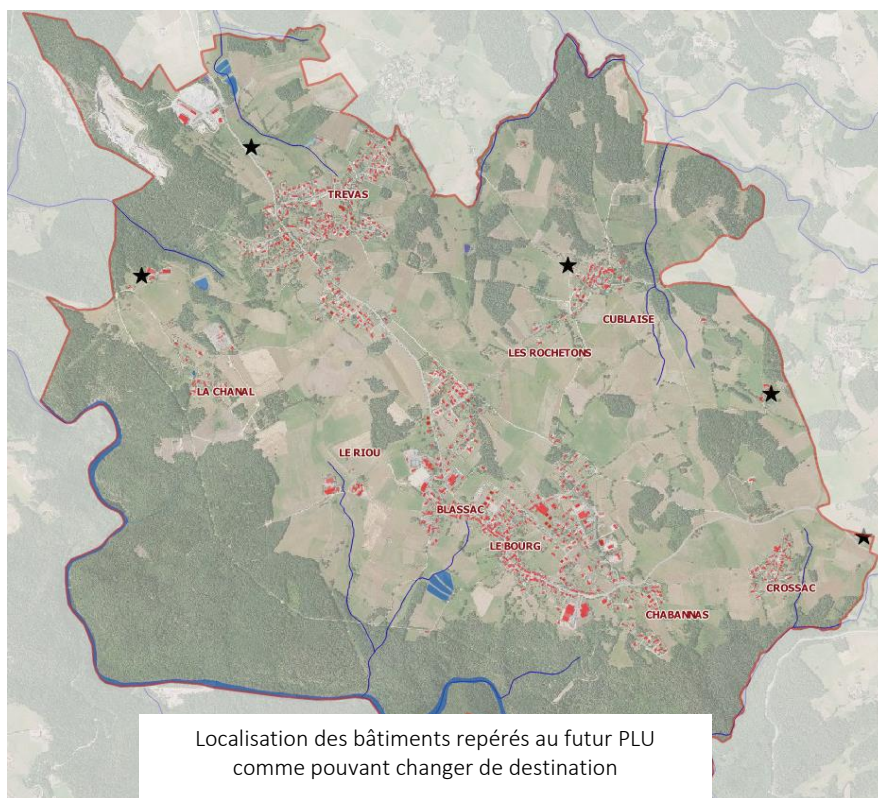 TREVAS
CUBLAISE
LES ROCHETONS
LA CHANAL
LE RIOU
BLASSAC
LE BOURG
CROSSAC
CHABANNAS
Localisation des bâtiments repérés au futur PLU
comme pouvant changer de destination